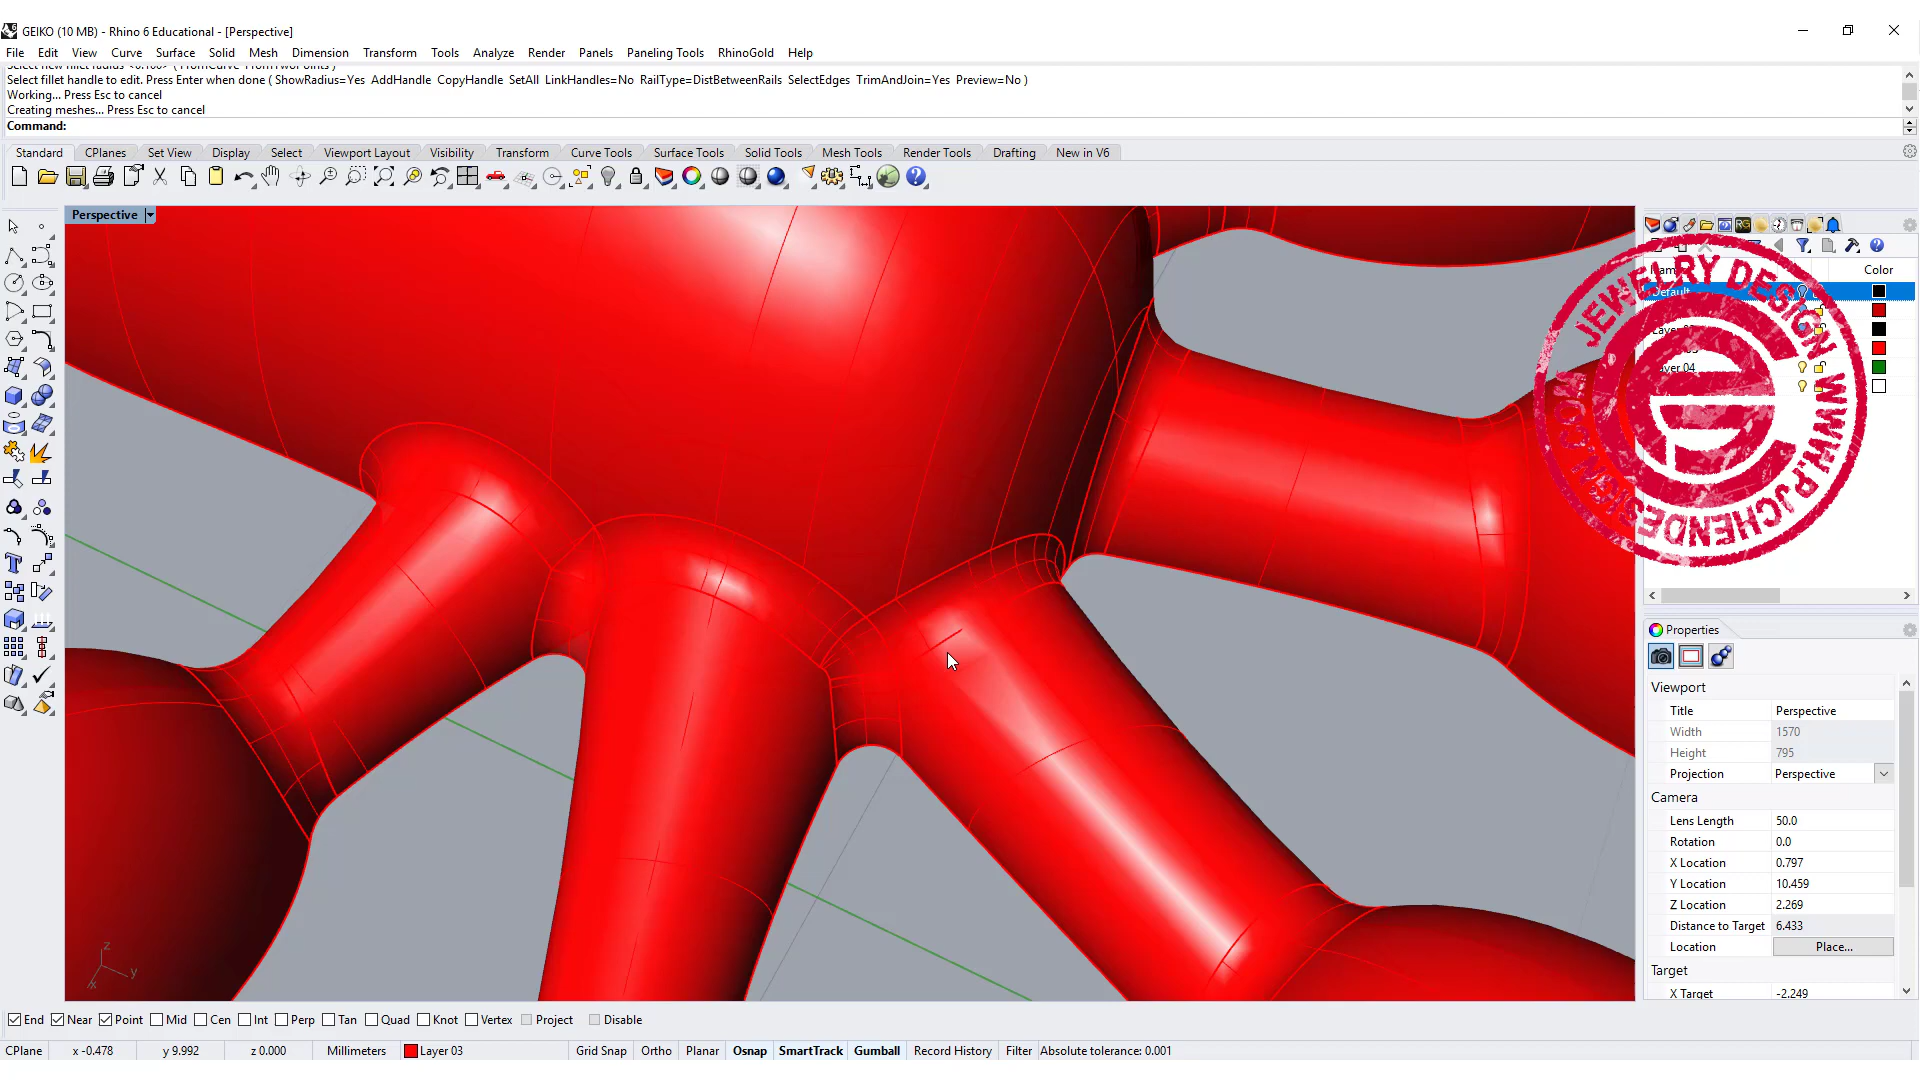 GEIKO (10 MB) - Rhino 6 Educational - [Perspective]
File Edit View Curve Surface Solid Mesh Dimension Transform Tools Analyze Render Panels Paneling Tools RhinoGold Help
Select fillet handle to edit. Press Enter when done ( ShowRadius=Yes AddHandle CopyHandle SetAll LinkHandles=No RailType=DistBetweenRails SelectEdges TrimAndJoin=Yes Preview=No )
Working... Press Esc to cancel
Creating meshes... Press Esc to cancel
Command:
Standard CPlanes Set View Display Select Viewport Layout Visibility Transform Curve Tools Surface Tools Solid Tools Mesh Tools Render Tools Drafting New in V6
Perspective
Color
Default
JEWELRY DESIGN WWW.PJCHENDESIGN.COM
Properties
Viewport
Title Perspective
Width 1570
Height 795
Projection Perspective
Camera
Lens Length 50.0
Rotation 0.0
X Location 0.797
Y Location 10.459
Z Location 2.269
Distance to Target 6.433
Location Place...
Target
X Target -2.249
z
y
x
End Near Point Mid Cen Int Perp Tan Quad Knot Vertex Project Disable
CPlane x -0.478 y 9.992 z 0.000 Millimeters Layer 03 Grid Snap Ortho Planar Osnap SmartTrack Gumball Record History Filter Absolute tolerance: 0.001